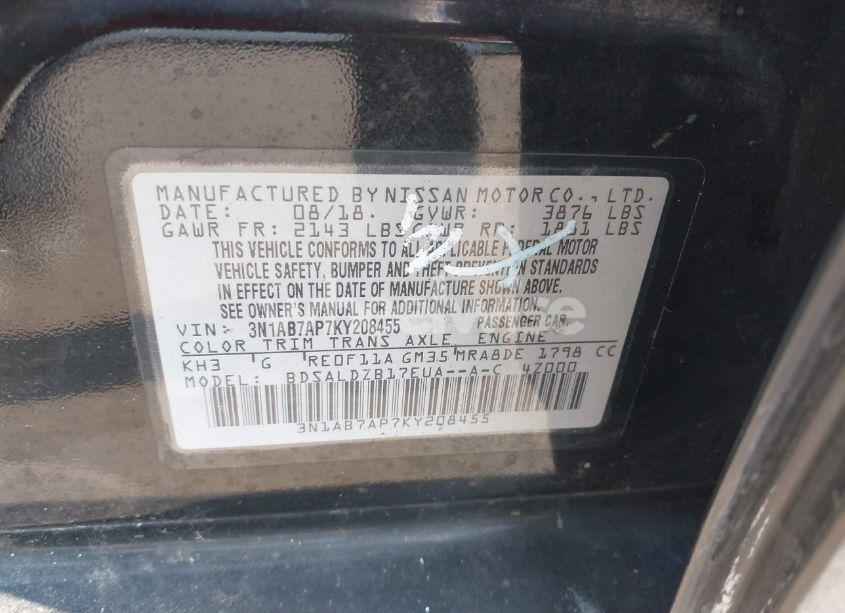 MANUFACTURED BY NISSAN MOTOR CO., LTD.
DATE: 08/18. GVWR: 3876 LBS
GAWR FR: 2143 LBS RR: LBS
THIS VEHICLE CONFORMS TO ALL APPLICABLE FEDERAL MOTOR
VEHICLE SAFETY, BUMPER AND THEFT PREVENTION STANDARDS
IN EFFECT ON THE DATE OF MANUFACTURE SHOWN ABOVE.
SEE OWNER'S MANUAL FOR ADDITIONAL INFORMATION.
VIN: 3N1AB7AP7KY208455 PASSENGER CAR.
COLOR TRIM TRANS AXLE ENGINE
KH3 G RE0F11A GM35 MRA8DE 1798 CC
MODEL: BDSALDZB17EUA--A-C 4Z000
3N1AB7AP7KY208455